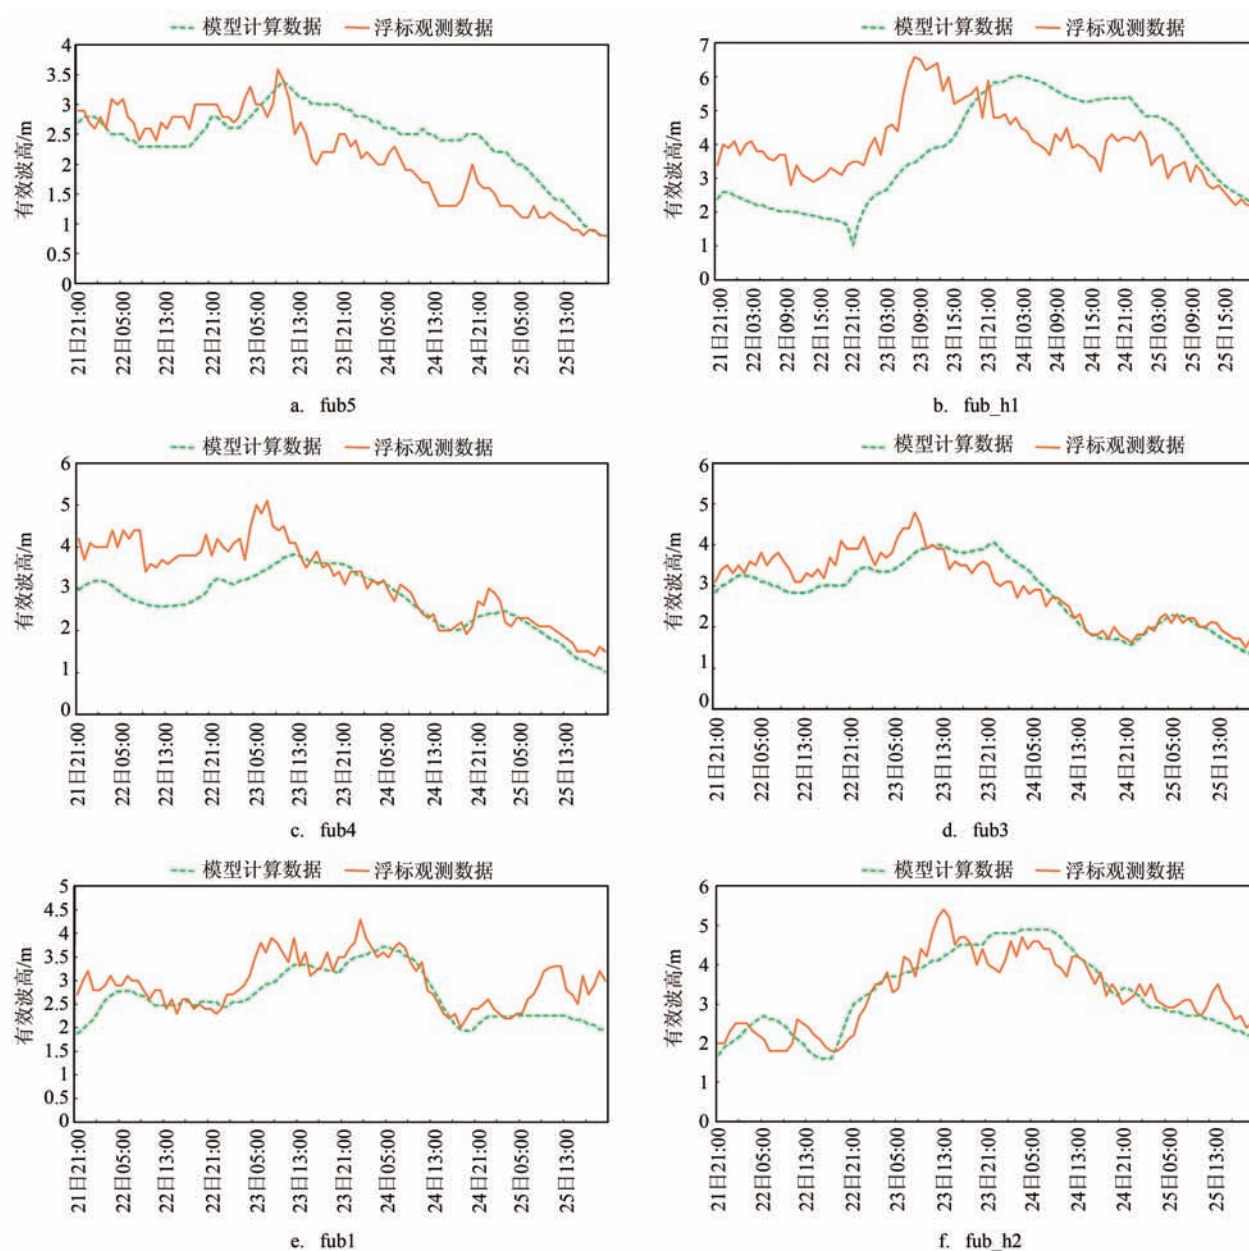 模型计算数据 浮标观测数据
有效波高/m
4
3.5
3
2.5
2
1.5
1
0.5
0
21日21:00
22日05:00
22日13:00
22日21:00
23日05:00
23日13:00
23日21:00
24日05:00
24日13:00
24日21:00
25日05:00
25日13:00
a. fub5
模型计算数据 浮标观测数据
有效波高/m
7
6
5
4
3
2
1
0
21日21:00
22日03:00
22日09:00
22日15:00
22日21:00
23日03:00
23日09:00
23日15:00
23日21:00
24日03:00
24日09:00
24日15:00
24日21:00
25日03:00
25日09:00
25日15:00
b. fub_h1
模型计算数据 浮标观测数据
有效波高/m
6
5
4
3
2
1
0
21日21:00
22日05:00
22日13:00
22日21:00
23日05:00
23日13:00
23日21:00
24日05:00
24日13:00
24日21:00
25日05:00
25日13:00
c. fub4
模型计算数据 浮标观测数据
有效波高/m
6
5
4
3
2
1
0
21日21:00
22日05:00
22日13:00
22日21:00
23日05:00
23日13:00
23日21:00
24日05:00
24日13:00
24日21:00
25日05:00
25日13:00
d. fub3
模型计算数据 浮标观测数据
有效波高/m
5
4.5
4
3.5
3
2.5
2
1.5
1
0.5
0
21日21:00
22日05:00
22日13:00
22日21:00
23日05:00
23日13:00
23日21:00
24日05:00
24日13:00
24日21:00
25日05:00
25日13:00
e. fub1
模型计算数据 浮标观测数据
有效波高/m
6
5
4
3
2
1
0
21日21:00
22日05:00
22日13:00
22日21:00
23日05:00
23日13:00
23日21:00
24日05:00
24日13:00
24日21:00
25日05:00
25日13:00
f. fub_h2